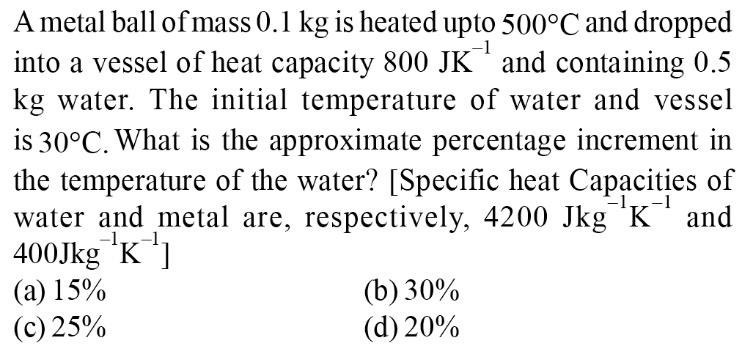 A metal ball of mass 0.1 kg is heated upto 500°C and dropped
into a vessel of heat capacity 800 JK⁻¹ and containing 0.5
kg water. The initial temperature of water and vessel
is 30°C. What is the approximate percentage increment in
the temperature of the water? [Specific heat Capacities of
water and metal are, respectively, 4200 Jkg⁻¹K⁻¹ and
400Jkg⁻¹K⁻¹]
(a) 15% (b) 30%
(c) 25% (d) 20%